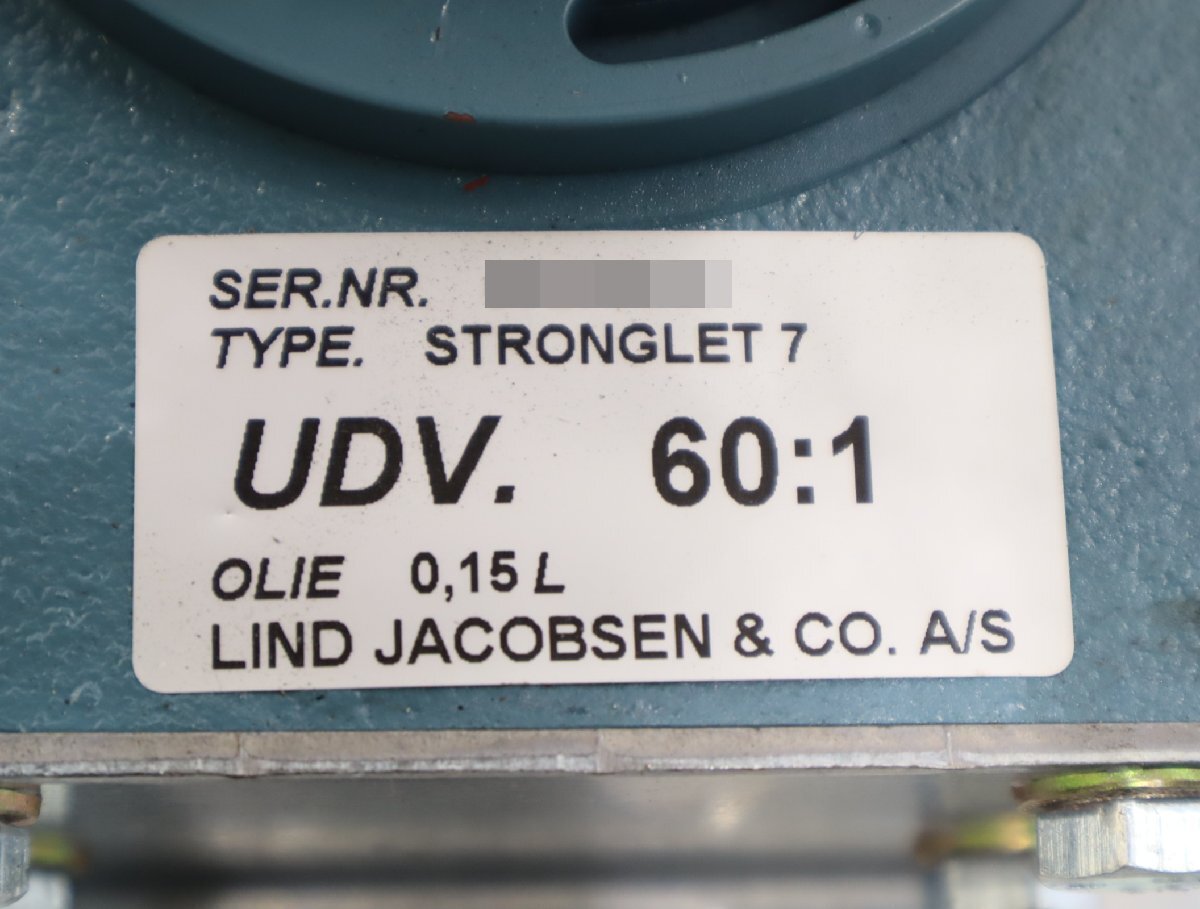 SER.NR.
TYPE. STRONGLET 7
UDV. 60:1
OLIE 0,15 L
LIND JACOBSEN & CO. A/S